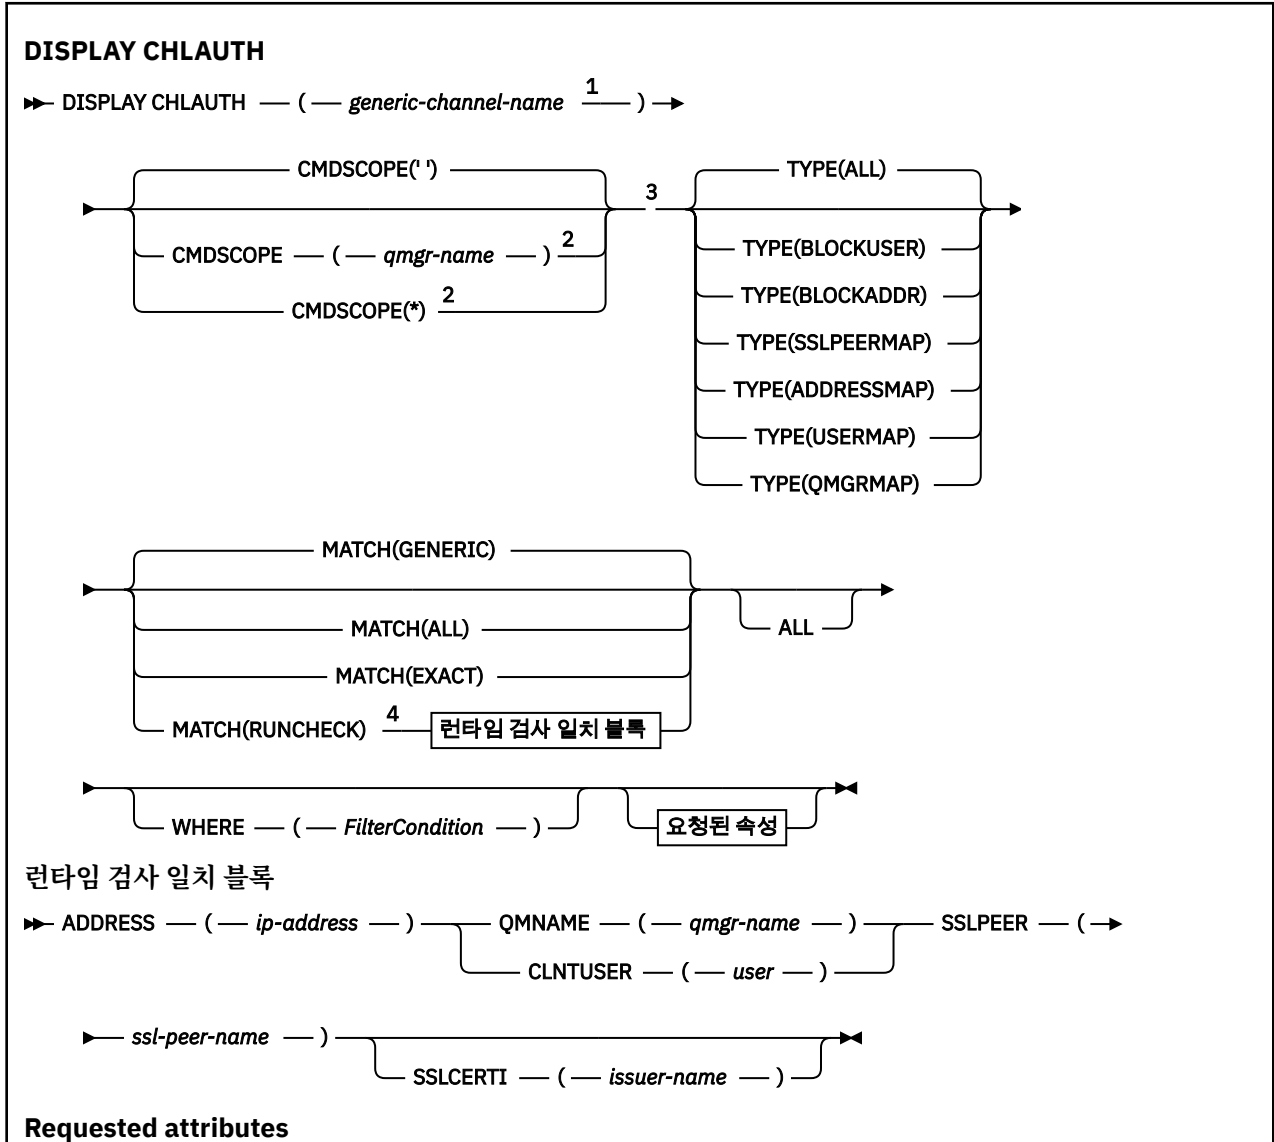 DISPLAY CHLAUTH
DISPLAY CHLAUTH ( generic-channel-name 1 )
CMDSCOPE(' ')
CMDSCOPE ( qmgr-name ) 2
CMDSCOPE(*) 2
3
TYPE(ALL)
TYPE(BLOCKUSER)
TYPE(BLOCKADDR)
TYPE(SSLPEERMAP)
TYPE(ADDRESSMAP)
TYPE(USERMAP)
TYPE(QMGRMAP)
MATCH(GENERIC)
MATCH(ALL)
MATCH(EXACT)
MATCH(RUNCHECK) 4 런타임 검사 일치 블록
ALL
WHERE ( FilterCondition )
요청된 속성
런타임 검사 일치 블록
ADDRESS ( ip-address ) QMNAME ( qmgr-name ) SSLPEER (
CLNTUSER ( user )
ssl-peer-name )
SSLCERTI ( issuer-name )
Requested attributes